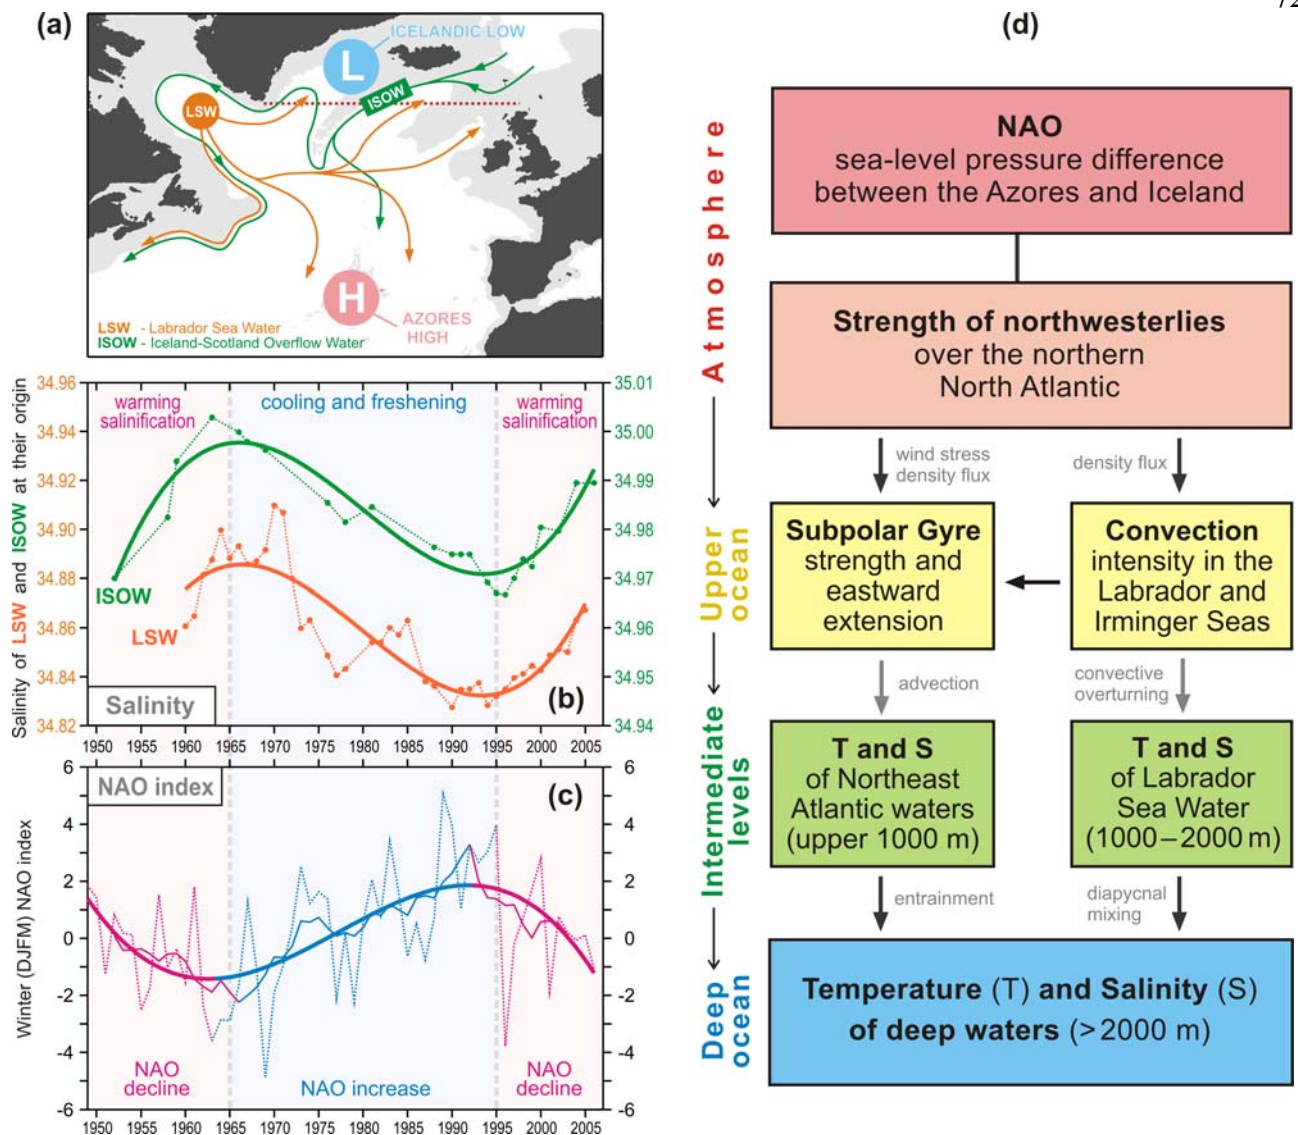 72
(a)
ICELANDIC LOW
L
ISOW
LSW
H
AZORES
HIGH
LSW - Labrador Sea Water
ISOW - Iceland-Scotland Overflow Water
Salinity of LSW and ISOW at their origin
34.96
34.94
34.92
34.90
34.88
34.86
34.84
34.82
35.01
35.00
34.99
34.98
34.97
34.96
34.95
34.94
warming
salinification
cooling and freshening
warming
salinification
ISOW
LSW
Salinity
(b)
1950 1955 1960 1965 1970 1975 1980 1985 1990 1995 2000 2005
Winter (DJFM) NAO index
6
4
2
0
-2
-4
-6
6
4
2
0
-2
-4
-6
NAO index
(c)
NAO
decline
NAO increase
NAO
decline
1950 1955 1960 1965 1970 1975 1980 1985 1990 1995 2000 2005
(d)
Atmosphere
Upper
ocean
Intermediate
levels
Deep
ocean
NAO
sea-level pressure difference
between the Azores and Iceland
Strength of northwesterlies
over the northern
North Atlantic
wind stress
density flux
density flux
Subpolar Gyre
strength and
eastward
extension
Convection
intensity in the
Labrador and
Irminger Seas
advection
convective
overturning
T and S
of Northeast
Atlantic waters
(upper 1000 m)
T and S
of Labrador
Sea Water
(1000–2000 m)
entrainment
diapycnal
mixing
Temperature (T) and Salinity (S)
of deep waters (>2000 m)